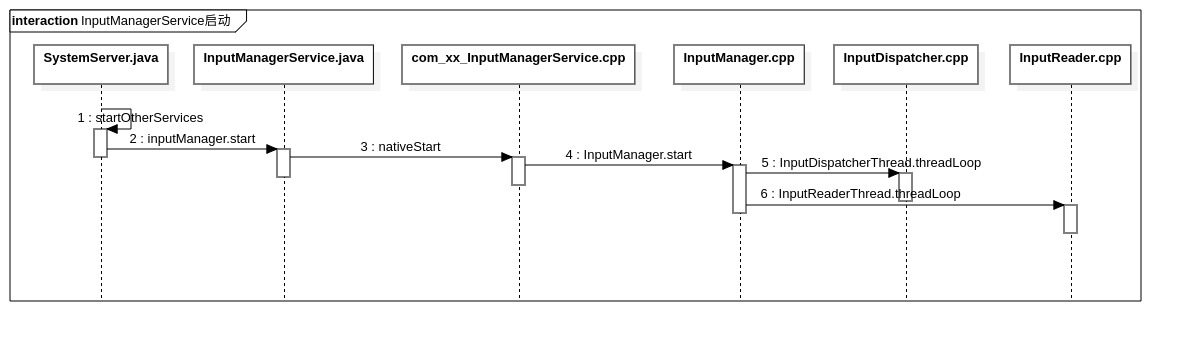 interaction InputManagerService启动
SystemServer.java
InputManagerService.java
com_xx_InputManagerService.cpp
InputManager.cpp
InputDispatcher.cpp
InputReader.cpp
1 : startOtherServices
2 : inputManager.start
3 : nativeStart
4 : InputManager.start
5 : InputDispatcherThread.threadLoop
6 : InputReaderThread.threadLoop